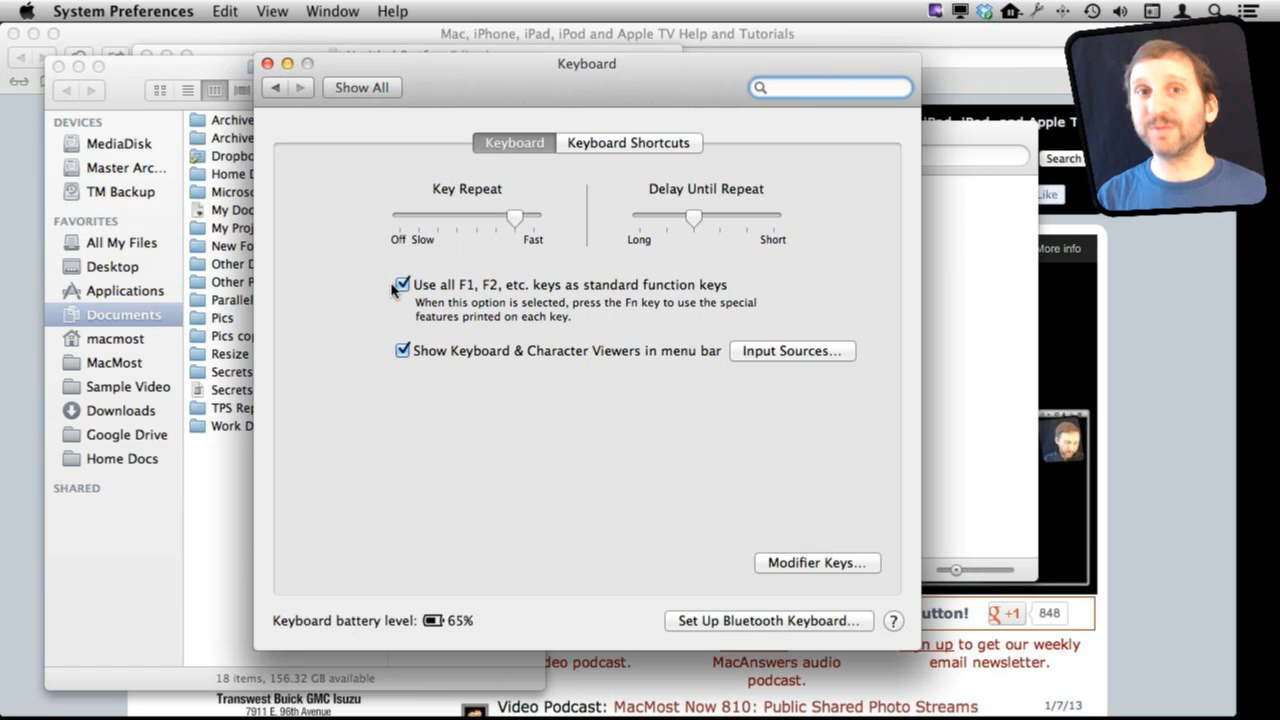 System Preferences Edit View Window Help
Mac, iPhone, iPad, iPod and Apple TV Help and Tutorials
Keyboard
Show All
Keyboard Keyboard Shortcuts
Key Repeat Delay Until Repeat
Off Slow Fast Long Short
Use all F1, F2, etc. keys as standard function keys
When this option is selected, press the Fn key to use the special
features printed on each key.
Show Keyboard & Character Viewers in menu bar Input Sources...
Modifier Keys...
Keyboard battery level: 65% Set Up Bluetooth Keyboard... ?
DEVICES
MediaDisk
Master Arc...
TM Backup
FAVORITES
All My Files
Desktop
Applications
Documents
macmost
MacMost
Sample Video
Downloads
Google Drive
Home Docs
SHARED
Archive
Archive
Dropbo
Home D
Micros
My Do
My Pro
New Fo
Other D
Other P
Parallel
Pics
Pics co
Resize
Secrets
Secrets
TPS Rep
Work D
18 items, 156.32 GB available
iPad, and Apple T
Search
Like
More info
utton! +1 848
n up to get our weekly
email newsletter.
deo podcast.
MacAnswers audio
podcast.
Transwest Buick GMC Isuzu
7911 E. 96th Avenue
Video Podcast: MacMost Now 810: Public Shared Photo Streams 1/7/13